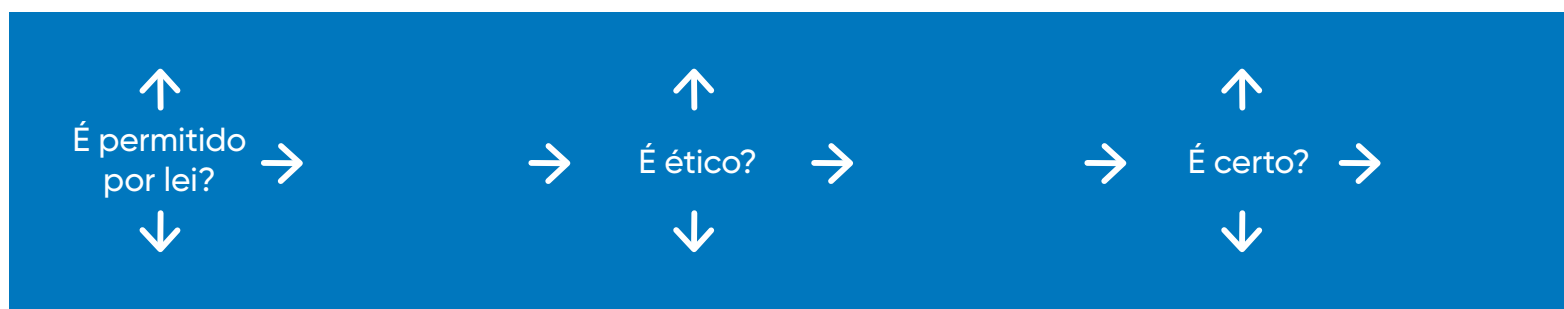 É permitido
por lei?
É ético?
É certo?